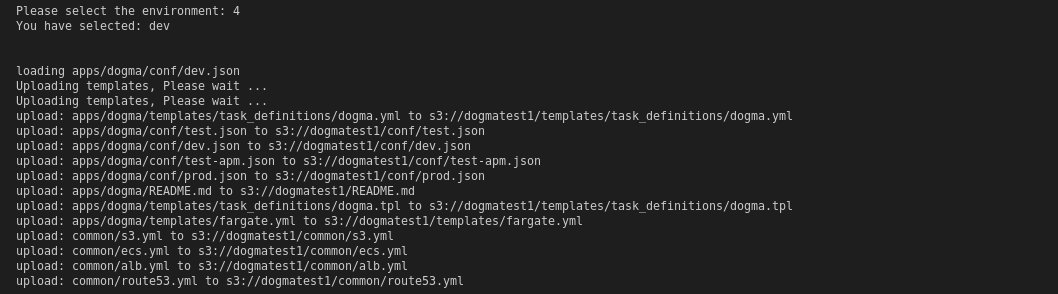 Please select the environment: 4
You have selected: dev
loading apps/dogma/conf/dev.json
Uploading templates, Please wait ...
Uploading templates, Please wait ...
upload: apps/dogma/templates/task_definitions/dogma.yml to s3://dogmatest1/templates/task_definitions/dogma.yml
upload: apps/dogma/conf/test.json to s3://dogmatest1/conf/test.json
upload: apps/dogma/conf/dev.json to s3://dogmatest1/conf/dev.json
upload: apps/dogma/conf/test-apm.json to s3://dogmatest1/conf/test-apm.json
upload: apps/dogma/conf/prod.json to s3://dogmatest1/conf/prod.json
upload: apps/dogma/README.md to s3://dogmatest1/README.md
upload: apps/dogma/templates/task_definitions/dogma.tpl to s3://dogmatest1/templates/task_definitions/dogma.tpl
upload: apps/dogma/templates/fargate.yml to s3://dogmatest1/templates/fargate.yml
upload: common/s3.yml to s3://dogmatest1/common/s3.yml
upload: common/ecs.yml to s3://dogmatest1/common/ecs.yml
upload: common/alb.yml to s3://dogmatest1/common/alb.yml
upload: common/route53.yml to s3://dogmatest1/common/route53.yml